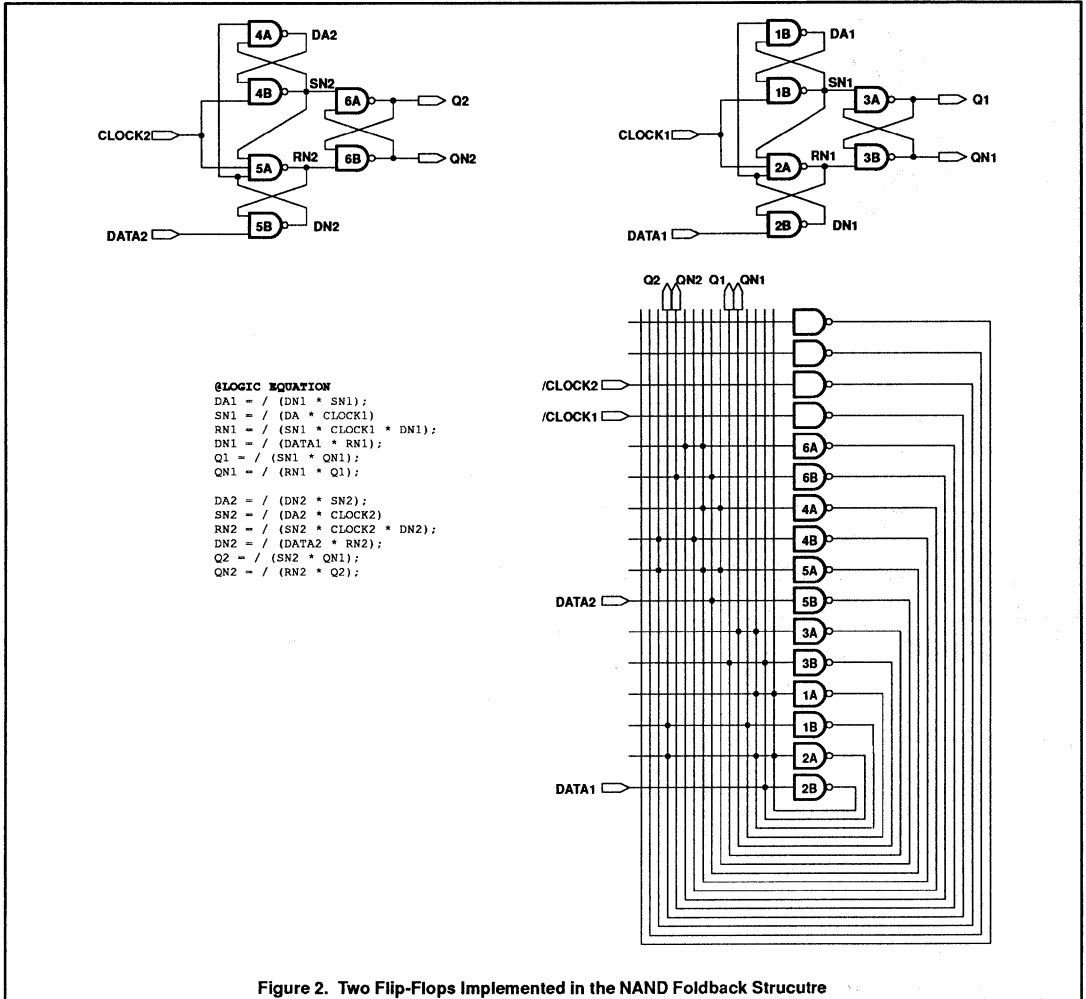 4A DA2
4B SN2
6A Q2
CLOCK2
5A RN2
6B QN2
5B DN2
DATA2
1B DA1
1B SN1
3A Q1
CLOCK1
2A RN1
3B QN1
2B DN1
DATA1
Q2 QN2 Q1 QN1
/CLOCK2
/CLOCK1
6A
6B
4A
4B
5A
DATA2 5B
3A
3B
1A
1B
2A
DATA1 2B
@LOGIC EQUATION
DA1 = / (DN1 * SN1);
SN1 = / (DA * CLOCK1)
RN1 = / (SN1 * CLOCK1 * DN1);
DN1 = / (DATA1 * RN1);
Q1 = / (SN1 * QN1);
QN1 = / (RN1 * Q1);
DA2 = / (DN2 * SN2);
SN2 = / (DA2 * CLOCK2)
RN2 = / (SN2 * CLOCK2 * DN2);
DN2 = / (DATA2 * RN2);
Q2 = / (SN2 * QN1);
QN2 = / (RN2 * Q2);
Figure 2. Two Flip-Flops Implemented in the NAND Foldback Strucutre